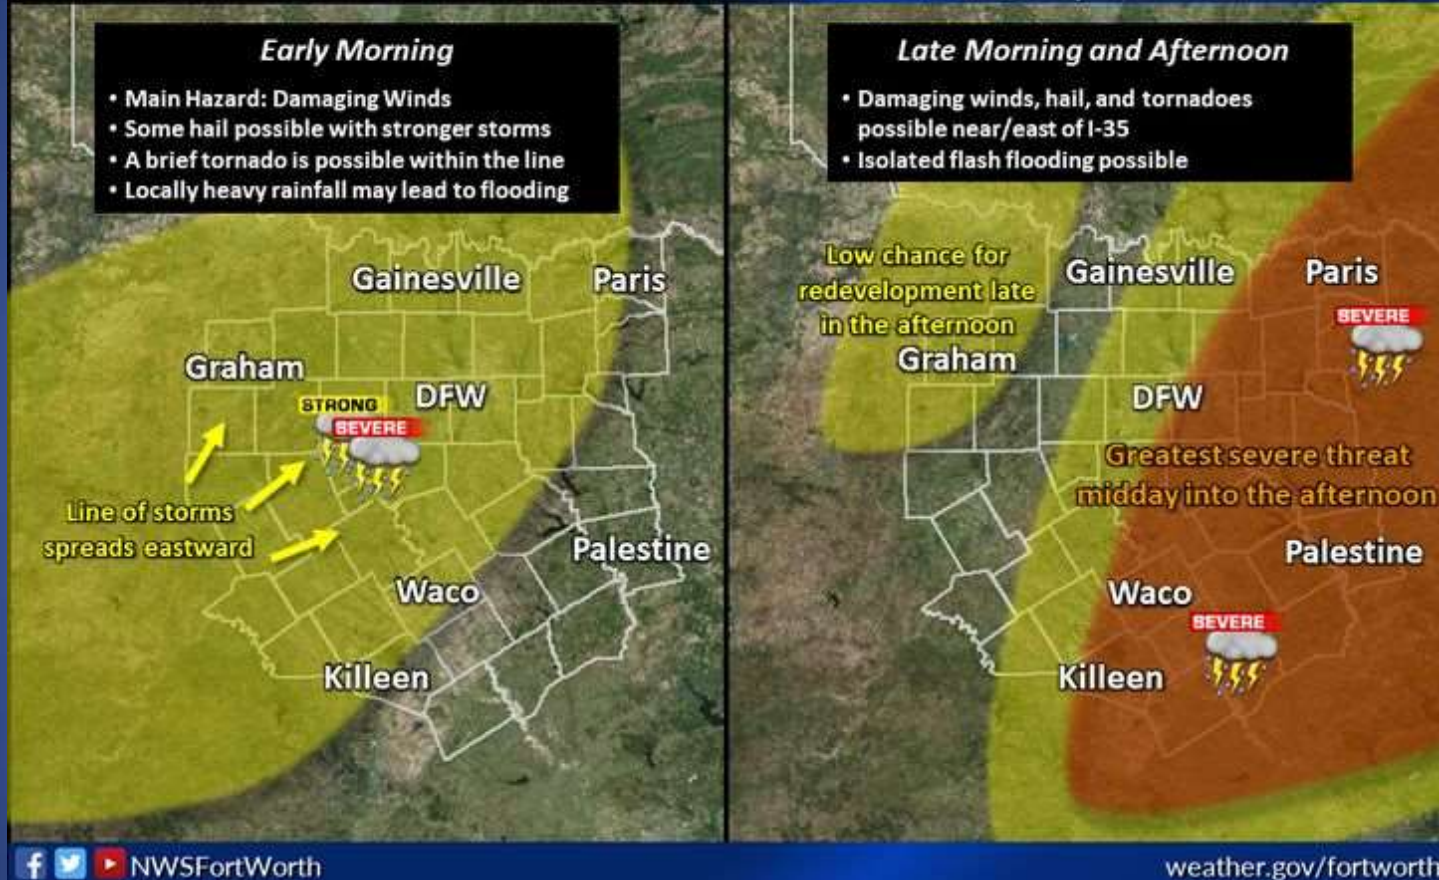 Early Morning
• Main Hazard: Damaging Winds
• Some hail possible with stronger storms
• A brief tornado is possible within the line
• Locally heavy rainfall may lead to flooding
Gainesville
Paris
Graham
DFW
STRONG
SEVERE
Line of storms
spreads eastward
Palestine
Waco
Killeen
Late Morning and Afternoon
• Damaging winds, hail, and tornadoes
possible near/east of I-35
• Isolated flash flooding possible
Low chance for
redevelopment late
in the afternoon
Gainesville
Paris
SEVERE
Graham
DFW
Greatest severe threat
midday into the afternoon
Palestine
Waco
SEVERE
Killeen
NWSFortWorth
weather.gov/fortworth